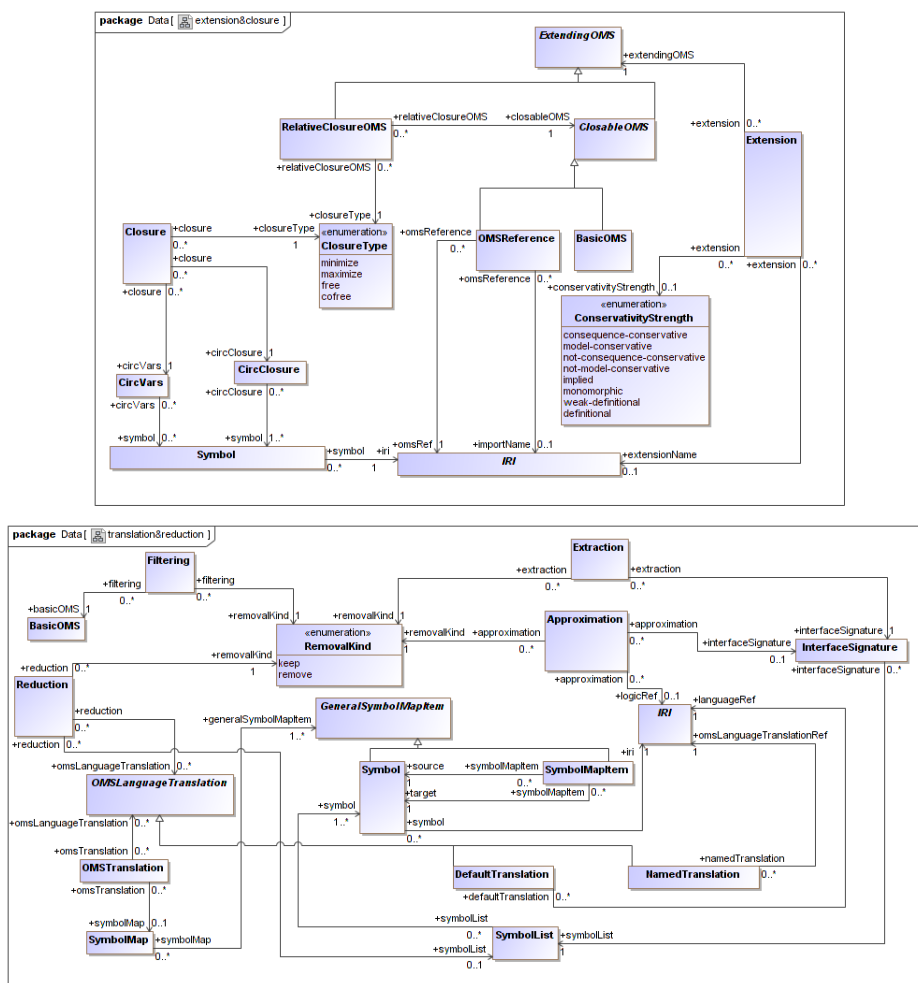 package Data[ extension&closure ]
ExtendingOMS
+extendingOMS
1
RelativeClosureOMS
+relativeClosureOMS
+closableOMS
0..*
1
ClosableOMS
+extension
0..*
Extension
+relativeClosureOMS
0..*
+closureType
1
Closure
+closure
+closureType
0..*
1
«enumeration»
ClosureType
minimize
maximize
free
cofree
+omsReference
0..*
OMSReference
BasicOMS
+extension
0..*
+extension
0..*
+closure
0..*
+closure
0..*
+omsReference
0..*
+conservativityStrength
0..1
«enumeration»
ConservativityStrength
consequence-conservative
model-conservative
not-consequence-conservative
not-model-conservative
implied
monomorphic
weak-definitional
definitional
+circVars
1
+circClosure
1
CircVars
CircClosure
+circVars
0..*
+circClosure
0..*
+symbol
0..*
+symbol
1..*
Symbol
+symbol
+iri
0..*
1
+omsRef
1
+importName
0..1
IRI
+extensionName
0..1
package Data[ translation&reduction ]
Filtering
Extraction
+filtering
0..*
+filtering
0..*
+extraction
0..*
+extraction
0..*
+basicOMS
1
BasicOMS
+removalKind
1
+removalKind
1
«enumeration»
RemovalKind
keep
remove
+removalKind
+approximation
1
0..*
Approximation
+approximation
0..*
+interfaceSignature
0..1
+interfaceSignature
1
InterfaceSignature
+interfaceSignature
0..*
+reduction
0..*
+removalKind
1
Reduction
+approximation
0..*
+logicRef
0..1
+reduction
0..*
+reduction
0..*
+generalSymbolMapItem
1..*
GeneralSymbolMapItem
IRI
+languageRef
1
+omsLanguageTranslationRef
1
+iri
1
+omsLanguageTranslation
0..*
OMSLanguageTranslation
Symbol
+source
+symbolMapItem
1
0..*
SymbolMapItem
+target
+symbolMapItem
1
0..*
+symbol
1..*
+symbol
0..*
+omsLanguageTranslation
0..*
+omsTranslation
0..*
OMSTranslation
+omsTranslation
0..*
DefaultTranslation
+defaultTranslation
0..*
NamedTranslation
+namedTranslation
0..*
+symbolMap
0..1
SymbolMap
+symbolMap
0..*
+symbolList
0..*
+symbolList
0..1
SymbolList
+symbolList
1